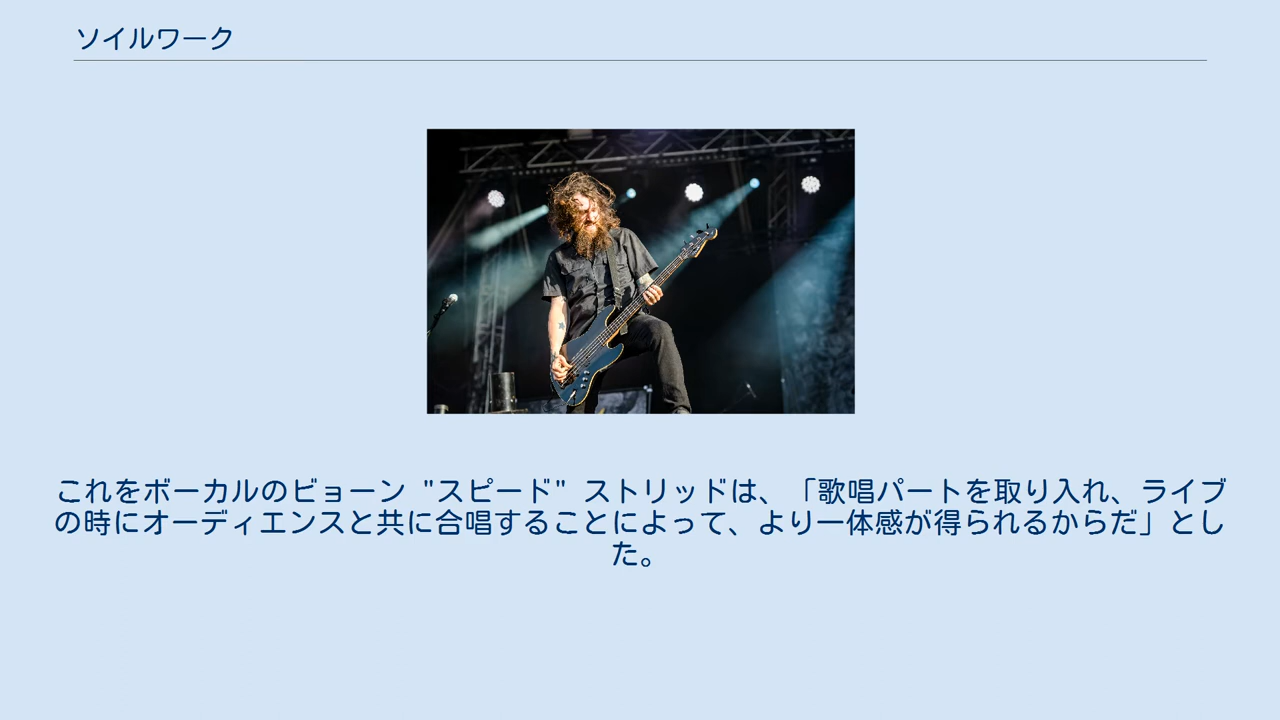 ソイルワーク
これをボーカルのビョーン "スピード" ストリッドは、「歌唱パートを取り入れ、ライブ
の時にオーディエンスと共に合唱することによって、より一体感が得られるからだ」とし
た。